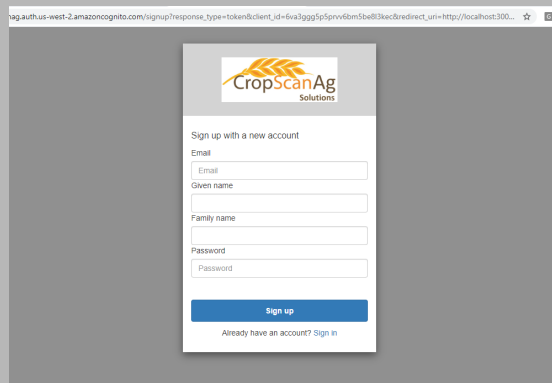 nag.auth.us-west-2.amazoncognito.com/signup?response_type=token&client_id=6va3ggg5p5prvv6bm5be8l3kec&redirect_uri=http://localhost:300...
CropScanAg
Solutions
Sign up with a new account
Email
Email
Given name
Family name
Password
Password
Sign up
Already have an account? Sign in